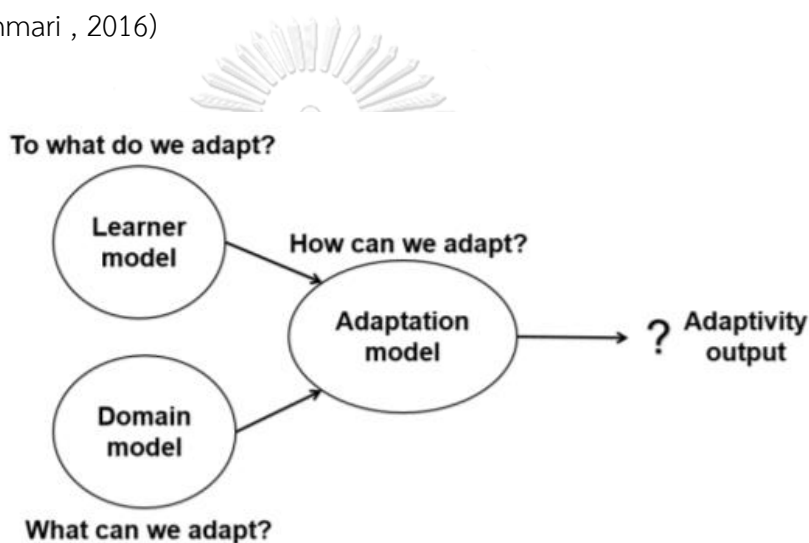 mari , 2016)
To what do we adapt?
Learner
model
How can we adapt?
Adaptation
model
? Adaptivity
output
Domain
model
What can we adapt?